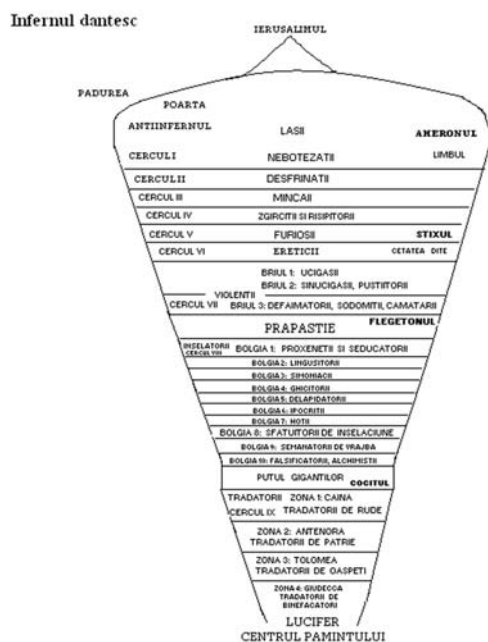 Infernul dantesc
IERUSALIMUL
PADUREA
POARTA
ANTIINFERNUL LASII AHERONUL
CERCUL I NEBOTEZATII LIMBUL
CERCUL II DESFRINATII
CERCUL III MINCAII
CERCUL IV ZGIRCITII SI RISIPITORII
CERCUL V FURIOSII STIXUL
CERCUL VI ERETICII CETATEA DITE
BRIUL 1: UCIGASII
BRIUL 2: SINUCIGASII, PUSTIITORII
VIOLENTII
CERCUL VII BRIUL 3: DEFAIMATORII, SODOMITII, CAMATARII
FLEGETONUL
PRAPASTIE
INSELATORII
CERCUL VIII BOLGIA 1: PROXENETII SI SEDUCATORII
BOLGIA 2: LINGUSITORII
BOLGIA 3: SIMONIACII
BOLGIA 4: GHICITORII
BOLGIA 5: DELAPIDATORII
BOLGIA 6: IPOCRITII
BOLGIA 7: HOTII
BOLGIA 8: SFATUITORII DE INSELACIUNE
BOLGIA 9: SEMANATORII DE VRAJBA
BOLGIA 10: FALSIFICATORII, ALCHIMISTII
PUTUL GIGANTILOR COCITUL
TRADATORII ZONA 1: CAINA
CERCUL IX TRADATORII DE RUDE
ZONA 2: ANTENORA
TRADATORII DE PATRIE
ZONA 3: TOLOMEA
TRADATORII DE OASPETI
ZONA 4: GIUDECCA
TRADATORII DE
BINEFACATORI
LUCIFER
CENTRUL PAMINTULUI